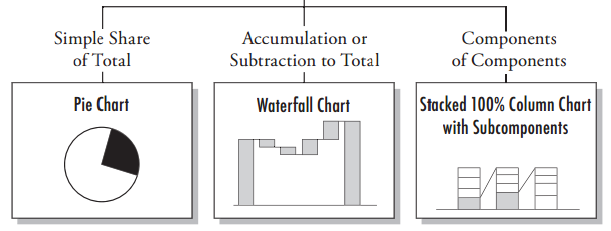 Simple Share
of Total
Accumulation or
Subtraction to Total
Components
of Components
Pie Chart
Waterfall Chart
Stacked 100% Column Chart
with Subcomponents